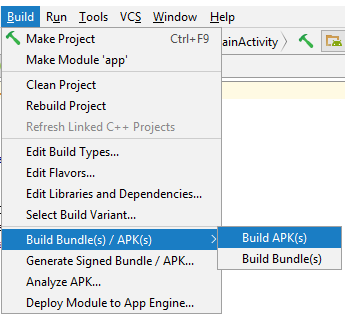 Build Run Tools VCS Window Help
Make Project Ctrl+F9 ainActivity
Make Module 'app'
Clean Project
Rebuild Project
Refresh Linked C++ Projects
Edit Build Types...
Edit Flavors...
Edit Libraries and Dependencies...
Select Build Variant...
Build Bundle(s) / APK(s) Build APK(s)
Generate Signed Bundle / APK... Build Bundle(s)
Analyze APK...
Deploy Module to App Engine...